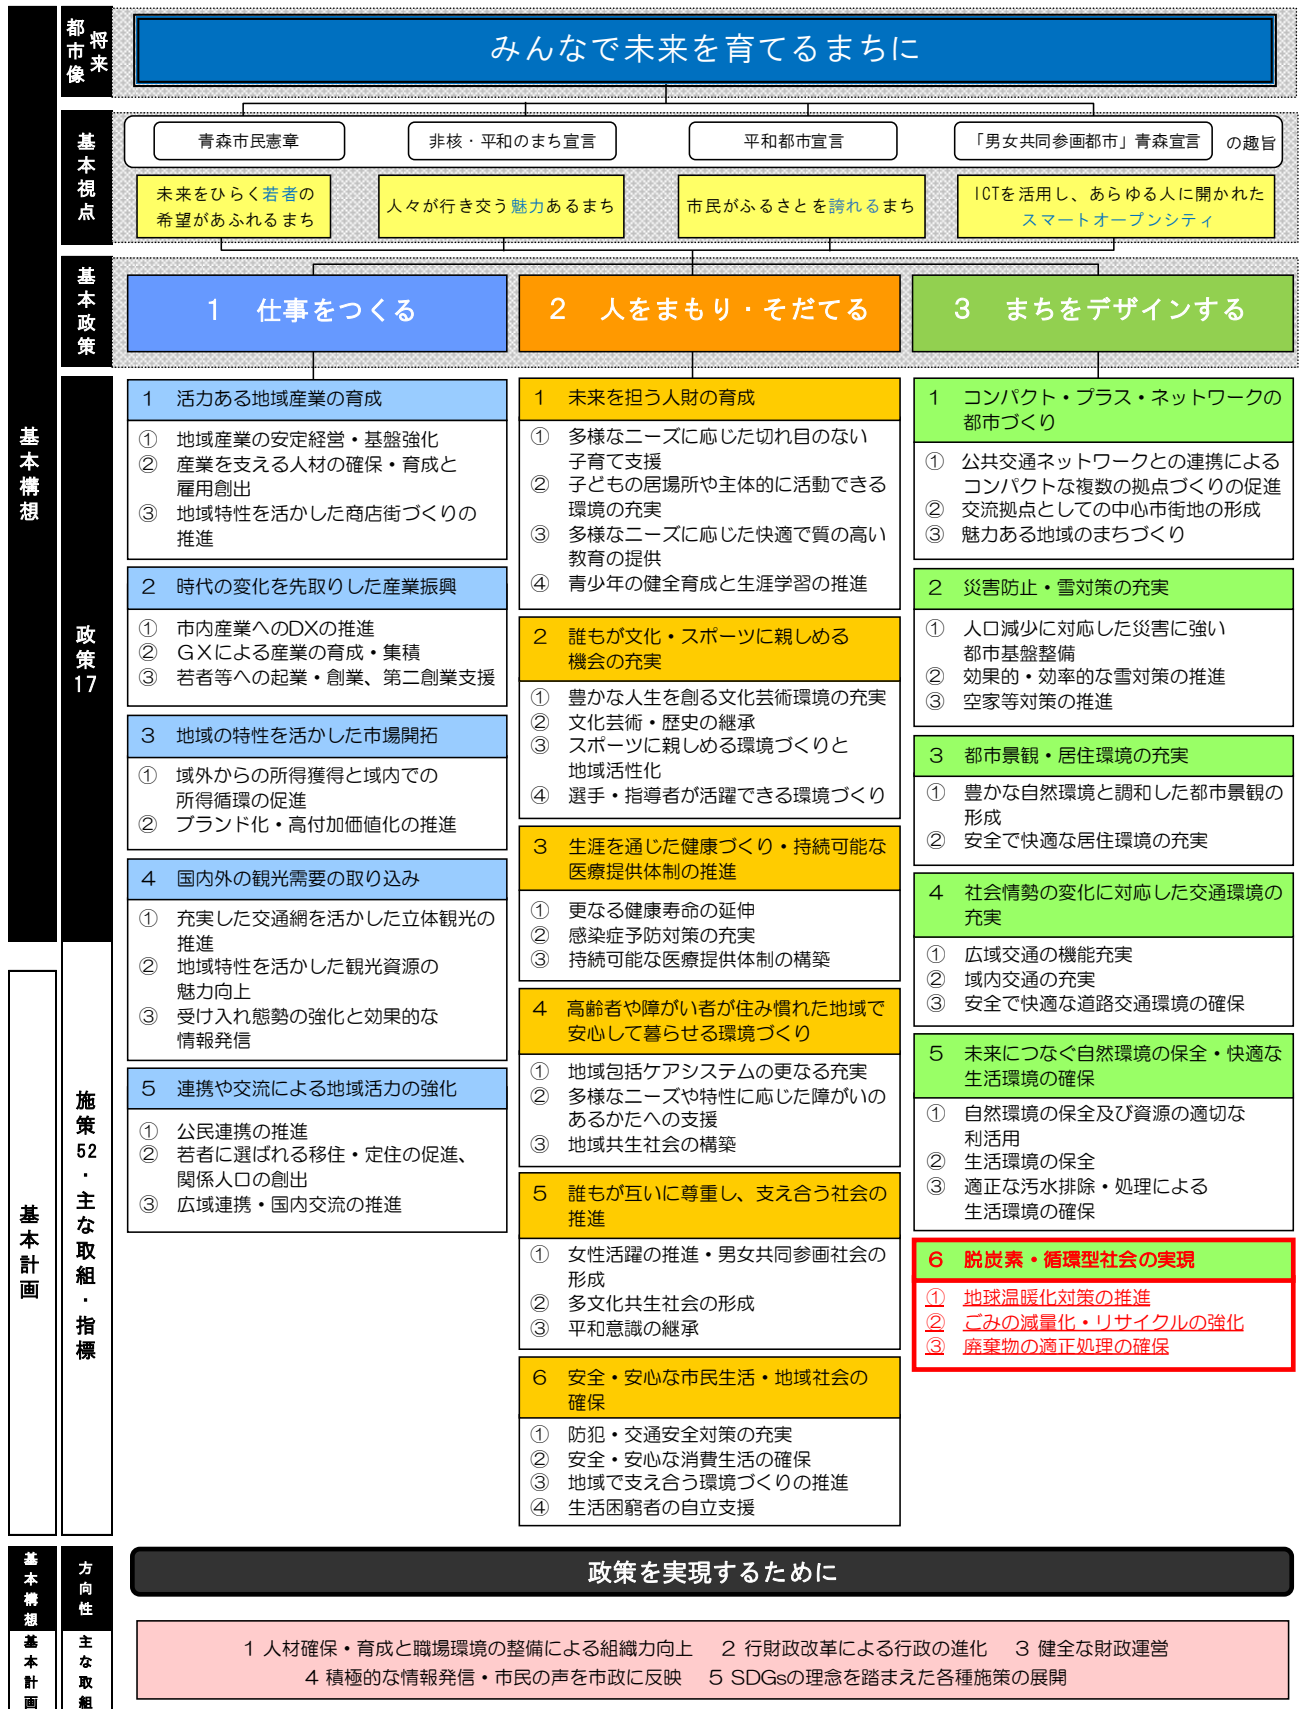 将来
都市像
みんなで未来を育てるまちに
基本視点
青森市民憲章
非核・平和のまち宣言
平和都市宣言
「男女共同参画都市」青森宣言
の趣旨
未来をひらく若者の
希望があふれるまち
人々が行き交う魅力あるまち
市民がふるさとを誇れるまち
ICTを活用し、あらゆる人に開かれた
スマートオープンシティ
基本政策
1 仕事をつくる
2 人をまもり・そだてる
3 まちをデザインする
基本構想
政策17
基本計画
施策52・主な取組・指標
1 活力ある地域産業の育成
① 地域産業の安定経営・基盤強化
② 産業を支える人材の確保・育成と
雇用創出
③ 地域特性を活かした商店街づくりの
推進
2 時代の変化を先取りした産業振興
① 市内産業へのDXの推進
② GXによる産業の育成・集積
③ 若者等への起業・創業、第二創業支援
3 地域の特性を活かした市場開拓
① 域外からの所得獲得と域内での
所得循環の促進
② ブランド化・高付加価値化の推進
4 国内外の観光需要の取り込み
① 充実した交通網を活かした立体観光の
推進
② 地域特性を活かした観光資源の
魅力向上
③ 受け入れ態勢の強化と効果的な
情報発信
5 連携や交流による地域活力の強化
① 公民連携の推進
② 若者に選ばれる移住・定住の促進、
関係人口の創出
③ 広域連携・国内交流の推進
1 未来を担う人財の育成
① 多様なニーズに応じた切れ目のない
子育て支援
② 子どもの居場所や主体的に活動できる
環境の充実
③ 多様なニーズに応じた快適で質の高い
教育の提供
④ 青少年の健全育成と生涯学習の推進
2 誰もが文化・スポーツに親しめる
機会の充実
① 豊かな人生を創る文化芸術環境の充実
② 文化芸術・歴史の継承
③ スポーツに親しめる環境づくりと
地域活性化
④ 選手・指導者が活躍できる環境づくり
3 生涯を通じた健康づくり・持続可能な
医療提供体制の推進
① 更なる健康寿命の延伸
② 感染症予防対策の充実
③ 持続可能な医療提供体制の構築
4 高齢者や障がい者が住み慣れた地域で
安心して暮らせる環境づくり
① 地域包括ケアシステムの更なる充実
② 多様なニーズや特性に応じた障がいの
あるかたへの支援
③ 地域共生社会の構築
5 誰もが互いに尊重し、支え合う社会の
推進
① 女性活躍の推進・男女共同参画社会の
形成
② 多文化共生社会の形成
③ 平和意識の継承
6 安全・安心な市民生活・地域社会の
確保
① 防犯・交通安全対策の充実
② 安全・安心な消費生活の確保
③ 地域で支え合う環境づくりの推進
④ 生活困窮者の自立支援
1 コンパクト・プラス・ネットワークの
都市づくり
① 公共交通ネットワークとの連携による
コンパクトな複数の拠点づくりの促進
② 交流拠点としての中心市街地の形成
③ 魅力ある地域のまちづくり
2 災害防止・雪対策の充実
① 人口減少に対応した災害に強い
都市基盤整備
② 効果的・効率的な雪対策の推進
③ 空家等対策の推進
3 都市景観・居住環境の充実
① 豊かな自然環境と調和した都市景観の
形成
② 安全で快適な居住環境の充実
4 社会情勢の変化に対応した交通環境の
充実
① 広域交通の機能充実
② 域内交通の充実
③ 安全で快適な道路交通環境の確保
5 未来につなぐ自然環境の保全・快適な
生活環境の確保
① 自然環境の保全及び資源の適切な
利活用
② 生活環境の保全
③ 適正な汚水排除・処理による
生活環境の確保
6 脱炭素・循環型社会の実現
① 地球温暖化対策の推進
② ごみの減量化・リサイクルの強化
③ 廃棄物の適正処理の確保
基本構想
方向性
政策を実現するために
基本計画
主な取組
1 人材確保・育成と職場環境の整備による組織力向上 2 行財政改革による行政の進化 3 健全な財政運営
4 積極的な情報発信・市民の声を市政に反映 5 SDGsの理念を踏まえた各種施策の展開